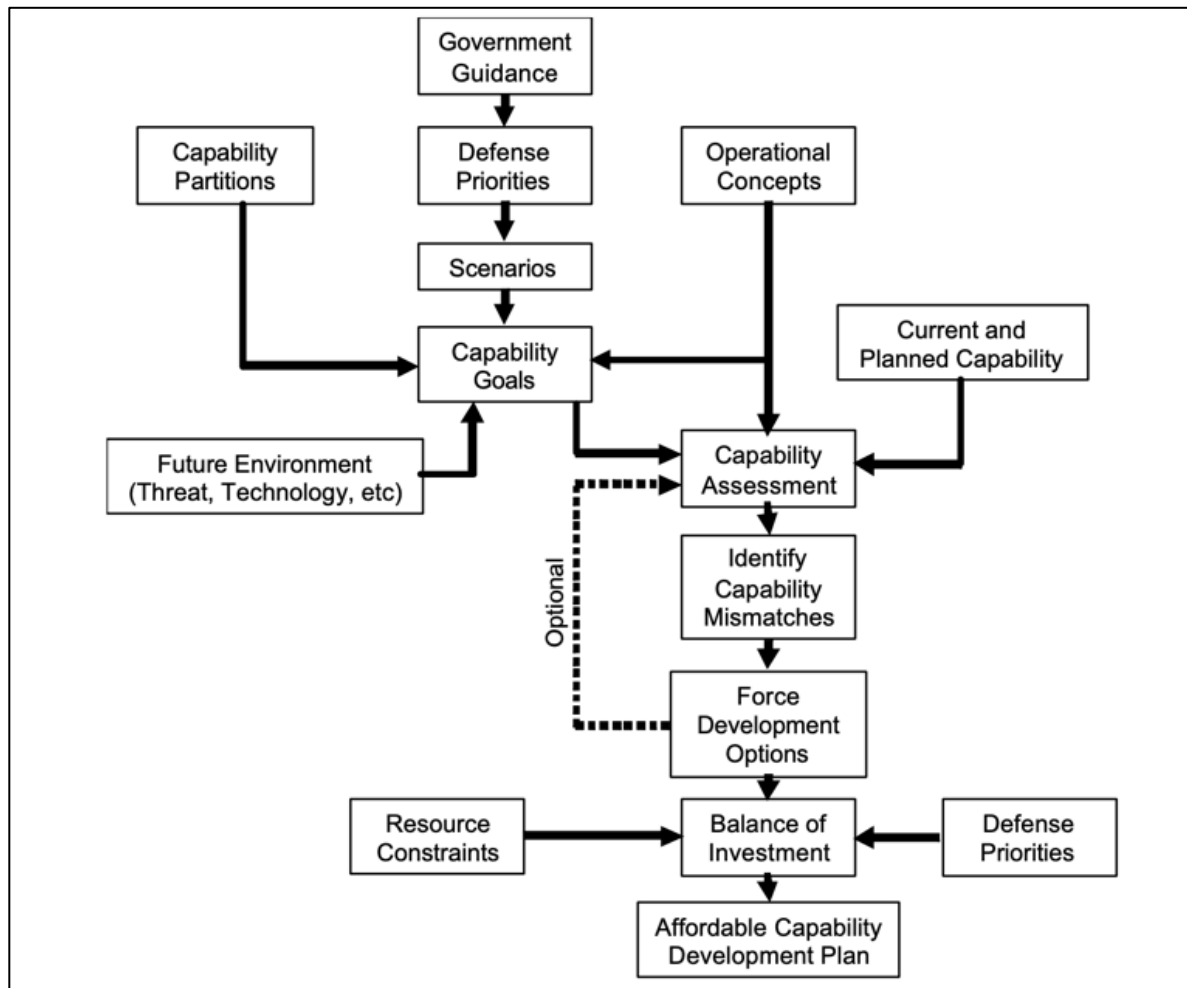 Government
Guidance
Capability
Partitions
Defense
Priorities
Operational
Concepts
Scenarios
Current and
Planned Capability
Capability
Goals
Future Environment
(Threat, Technology, etc)
Capability
Assessment
Optional
Identify
Capability
Mismatches
Force
Development
Options
Resource
Constraints
Balance of
Investment
Defense
Priorities
Affordable Capability
Development Plan